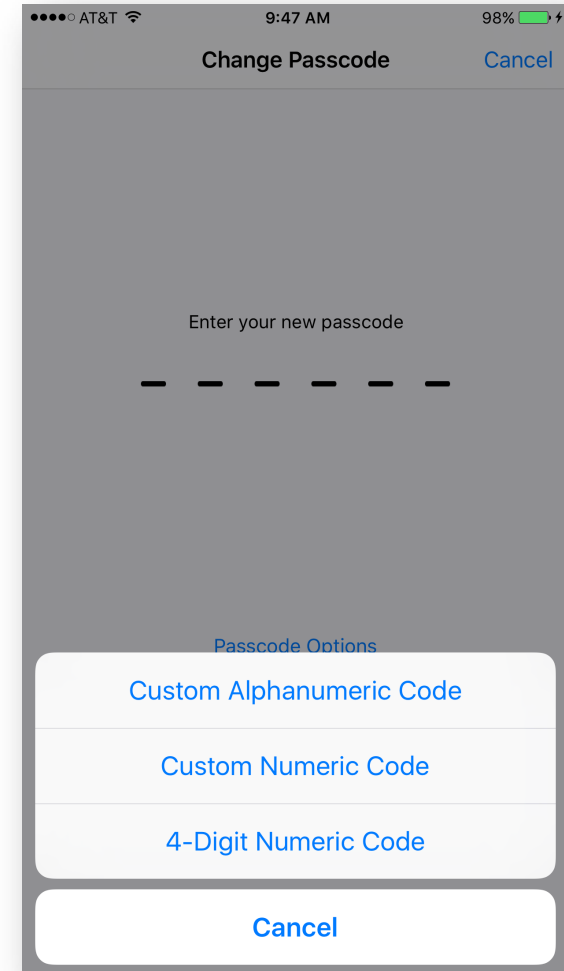 AT&T 9:47 AM 98%
Change Passcode Cancel
Enter your new passcode
Passcode Options
Custom Alphanumeric Code
Custom Numeric Code
4-Digit Numeric Code
Cancel